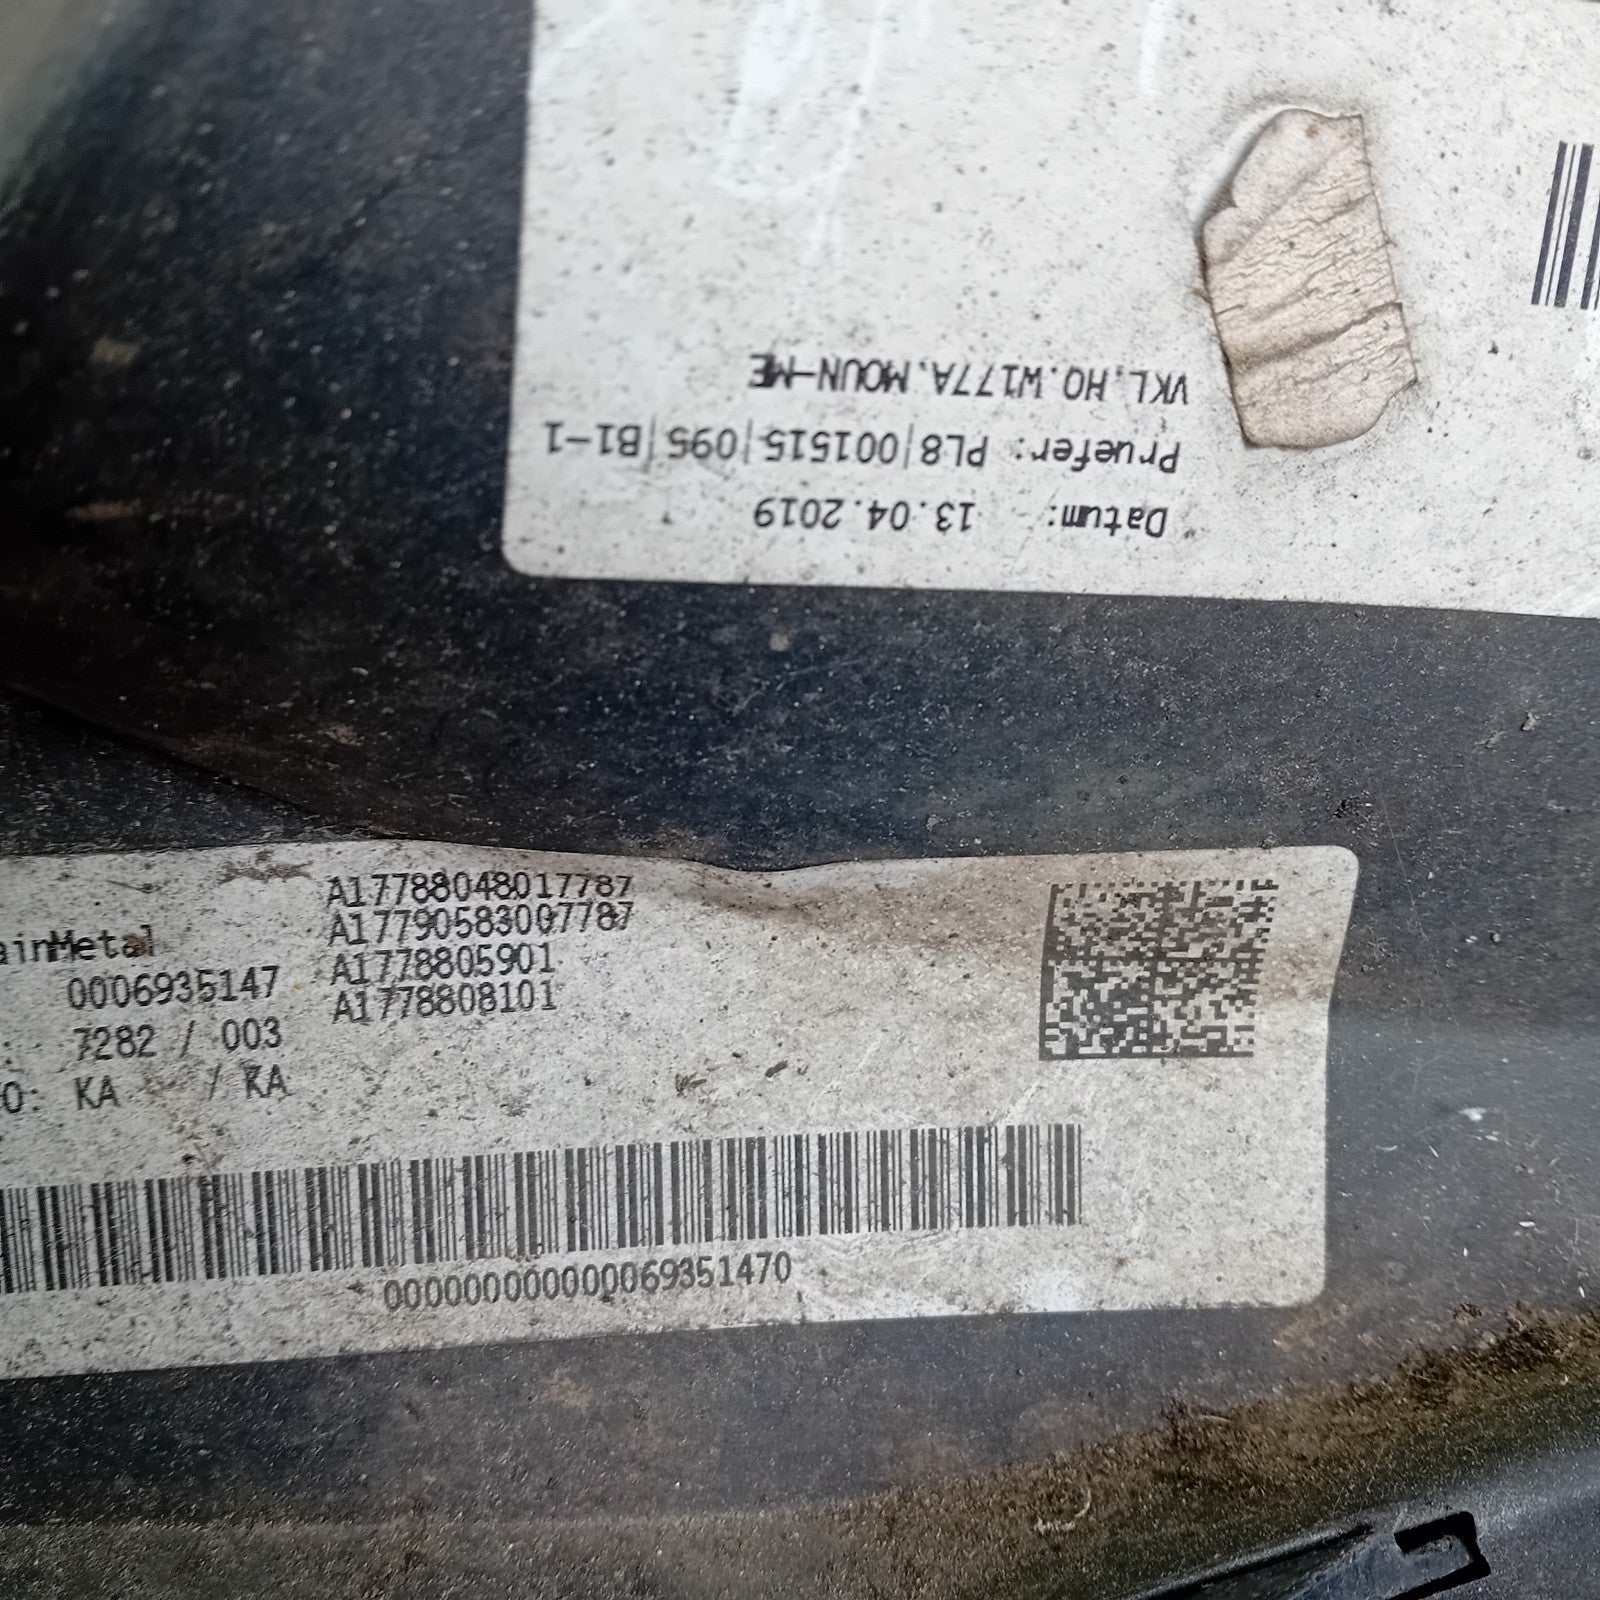 VKL,HO.W177A.MOUN-ME
Pruefer: PL8|001515|095|B1-1
Datum: 13.04.2019
ainMetal
0006935147
: 7282 / 003
O: KA / KA
A17788048017787
A17790583007787
A1778805901
A1778808101
00000000000069351470